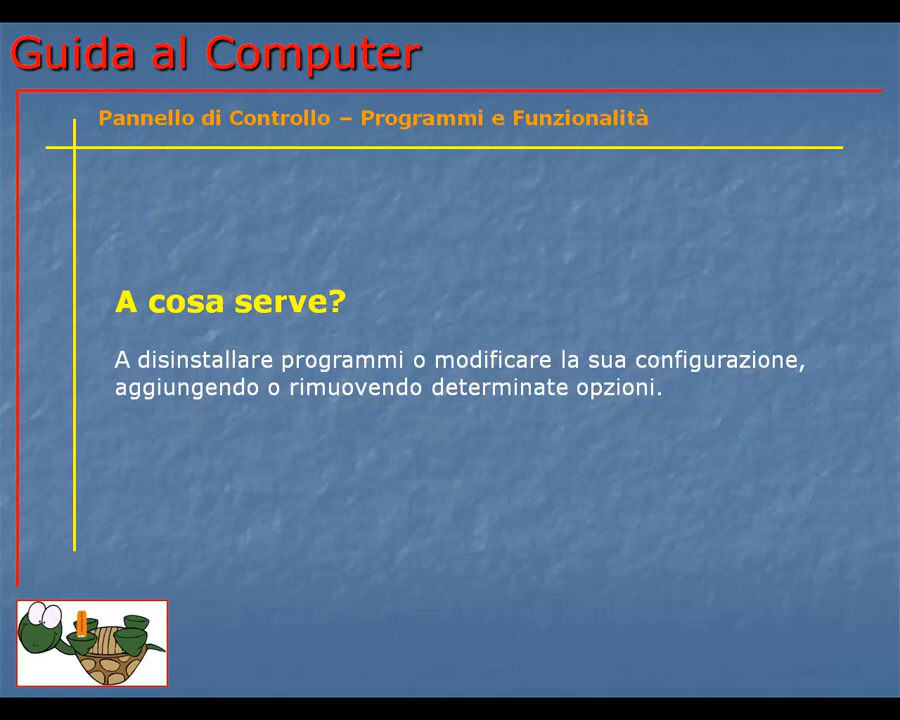 Guida al Computer
Pannello di Controllo – Programmi e Funzionalità
A cosa serve?
A disinstallare programmi o modificare la sua configurazione,
aggiungendo o rimuovendo determinate opzioni.